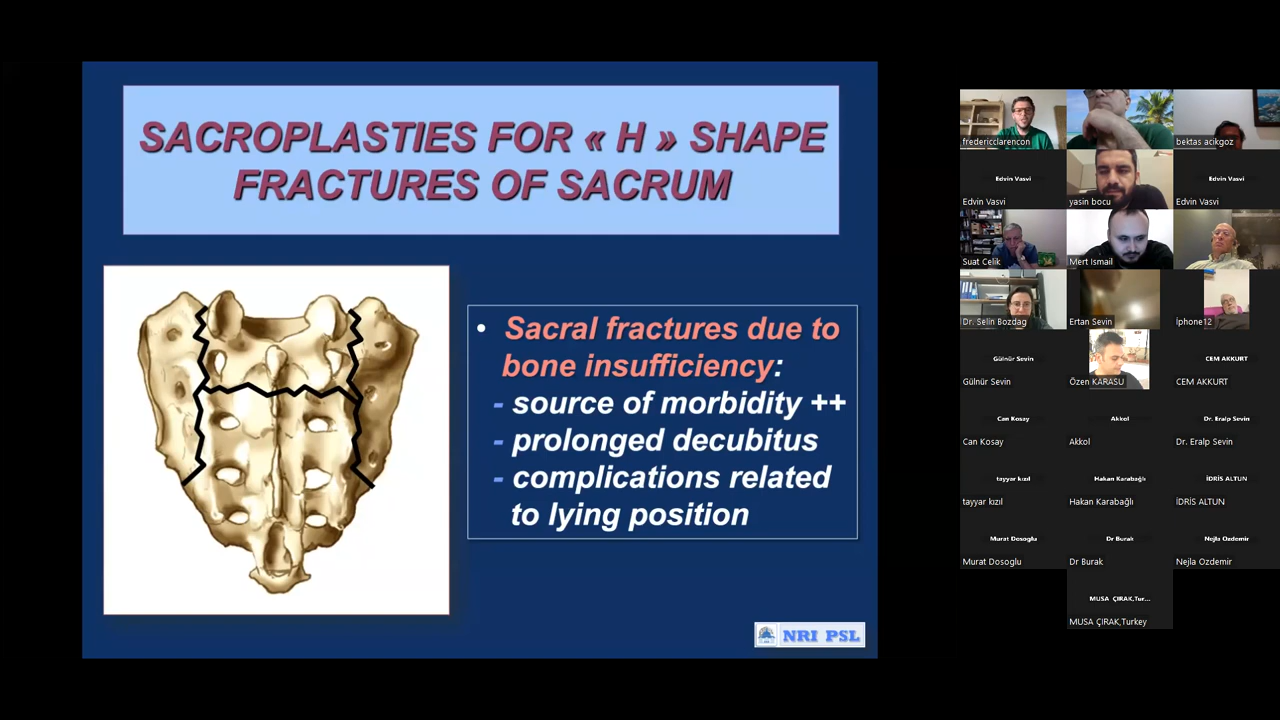 SACROPLASTIES FOR « H » SHAPE
FRACTURES OF SACRUM
• Sacral fractures due to
bone insufficiency:
- source of morbidity ++
- prolonged decubitus
- complications related
to lying position
NRI PSL
fredericclarencon
bektas acikgoz
Edvin Vasvi
Edvin Vasvi
Edvin Vasvi
yasin bocu
Edvin Vasvi
Suat Celik
Mert Ismail
Dr. Selin Bozdag
Ertan Sevin
İphone12
Gülnür Sevin
CEM AKKURT
Gülnür Sevin
Özen KARASU
CEM AKKURT
Can Kosay
Akkol
Dr. Eralp Sevin
Can Kosay
Akkol
Dr. Eralp Sevin
tayyar kızıl
Hakan Karabağlı
İDRİS ALTUN
tayyar kızıl
Hakan Karabağlı
İDRİS ALTUN
Murat Dosoglu
Dr Burak
Nejla Ozdemir
Murat Dosoglu
Dr Burak
Nejla Ozdemir
MUSA ÇIRAK,Tur...
MUSA ÇIRAK,Turkey